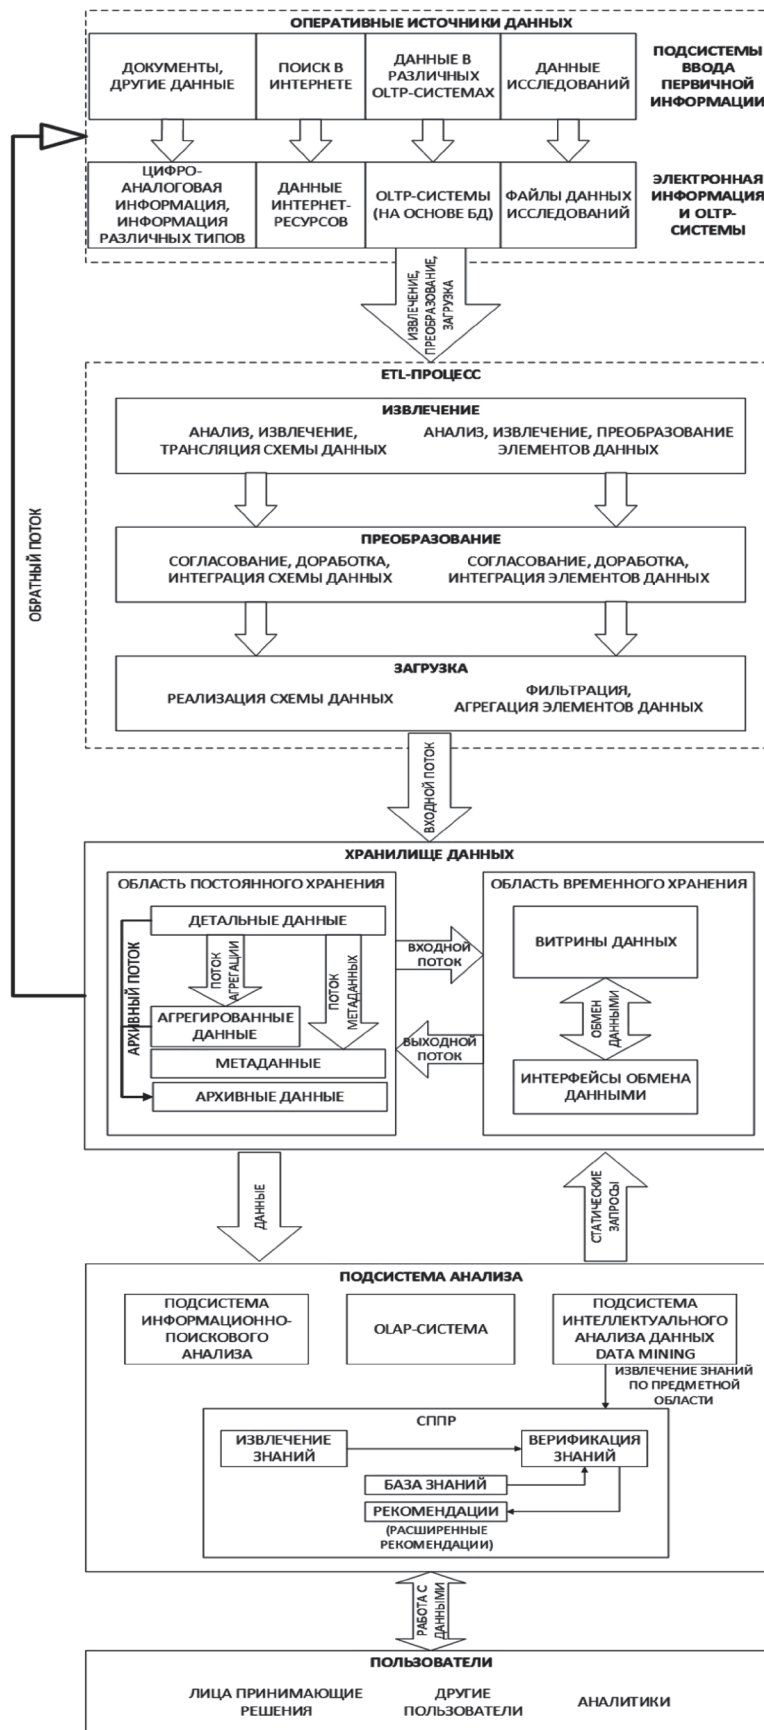 ОПЕРАТИВНЫЕ ИСТОЧНИКИ ДАННЫХ
ДОКУМЕНТЫ,
ДРУГИЕ ДАННЫЕ
ПОИСК В
ИНТЕРНЕТЕ
ДАННЫЕ В
РАЗЛИЧНЫХ
OLTP-СИСТЕМАХ
ДАННЫЕ
ИССЛЕДОВАНИЙ
ПОДСИСТЕМЫ
ВВОДА
ПЕРВИЧНОЙ
ИНФОРМАЦИИ
ЦИФРО-
АНАЛОГОВАЯ
ИНФОРМАЦИЯ,
ИНФОРМАЦИЯ
РАЗЛИЧНЫХ ТИПОВ
ДАННЫЕ
ИНТЕРНЕТ-
РЕСУРСОВ
OLTP-СИСТЕМЫ
(НА ОСНОВЕ БД)
ФАЙЛЫ ДАННЫХ
ИССЛЕДОВАНИЙ
ЭЛЕКТРОННАЯ
ИНФОРМАЦИЯ
И OLTP-
СИСТЕМЫ
ИЗВЛЕЧЕНИЕ,
ПРЕОБРАЗОВАНИЕ,
ЗАГРУЗКА
ETL-ПРОЦЕСС
ИЗВЛЕЧЕНИЕ
АНАЛИЗ, ИЗВЛЕЧЕНИЕ,
ТРАНСЛЯЦИЯ СХЕМЫ ДАННЫХ
АНАЛИЗ, ИЗВЛЕЧЕНИЕ, ПРЕОБРАЗОВАНИЕ
ЭЛЕМЕНТОВ ДАННЫХ
ПРЕОБРАЗОВАНИЕ
СОГЛАСОВАНИЕ, ДОРАБОТКА,
ИНТЕГРАЦИЯ СХЕМЫ ДАННЫХ
СОГЛАСОВАНИЕ, ДОРАБОТКА,
ИНТЕГРАЦИЯ ЭЛЕМЕНТОВ ДАННЫХ
ЗАГРУЗКА
РЕАЛИЗАЦИЯ СХЕМЫ ДАННЫХ
ФИЛЬТРАЦИЯ,
АГРЕГАЦИЯ ЭЛЕМЕНТОВ ДАННЫХ
ОБРАТНЫЙ ПОТОК
ВХОДНОЙ ПОТОК
ХРАНИЛИЩЕ ДАННЫХ
ОБЛАСТЬ ПОСТОЯННОГО ХРАНЕНИЯ
ДЕТАЛЬНЫЕ ДАННЫЕ
АРХИВНЫЙ ПОТОК
ПОТОК
АГРЕГАЦИИ
ПОТОК
МЕТАДАННЫХ
АГРЕГИРОВАННЫЕ
ДАННЫЕ
МЕТАДАННЫЕ
АРХИВНЫЕ ДАННЫЕ
ВХОДНОЙ
ПОТОК
ВЫХОДНОЙ
ПОТОК
ОБЛАСТЬ ВРЕМЕННОГО ХРАНЕНИЯ
ВИТРИНЫ ДАННЫХ
ОБМЕН
ДАННЫМИ
ИНТЕРФЕЙСЫ ОБМЕНА
ДАННЫМИ
ДАННЫЕ
СТАТИЧЕСКИЕ
ЗАПРОСЫ
ПОДСИСТЕМА АНАЛИЗА
ПОДСИСТЕМА
ИНФОРМАЦИОННО-
ПОИСКОВОГО
АНАЛИЗА
OLAP-СИСТЕМА
ПОДСИСТЕМА
ИНТЕЛЛЕКТУАЛЬНОГО
АНАЛИЗА ДАННЫХ
DATA MINING
ИЗВЛЕЧЕНИЕ ЗНАНИЙ
ПО ПРЕДМЕТНОЙ
ОБЛАСТИ
СППР
ИЗВЛЕЧЕНИЕ
ЗНАНИЙ
ВЕРИФИКАЦИЯ
ЗНАНИЙ
БАЗА ЗНАНИЙ
РЕКОМЕНДАЦИИ
(РАСШИРЕННЫЕ
РЕКОМЕНДАЦИИ)
РАБОТА С
ДАННЫМИ
ПОЛЬЗОВАТЕЛИ
ЛИЦА ПРИНИМАЮЩИЕ
РЕШЕНИЯ
ДРУГИЕ
ПОЛЬЗОВАТЕЛИ
АНАЛИТИКИ